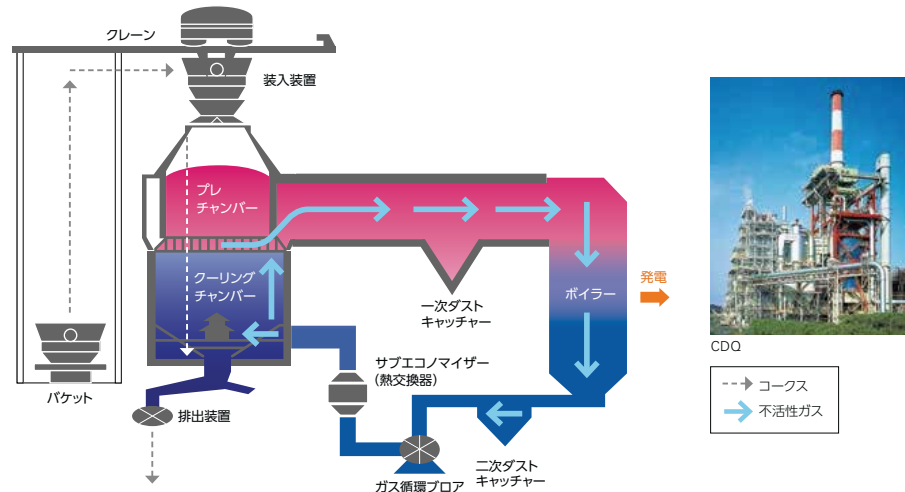 クレーン
装入装置
プレ
チャンバー
クーリング
チャンバー
一次ダスト
キャッチャー
ボイラー
発電
CDQ
コークス
不活性ガス
バケット
排出装置
サブエコノマイザー
(熱交換器)
ガス循環ブロア
二次ダスト
キャッチャー